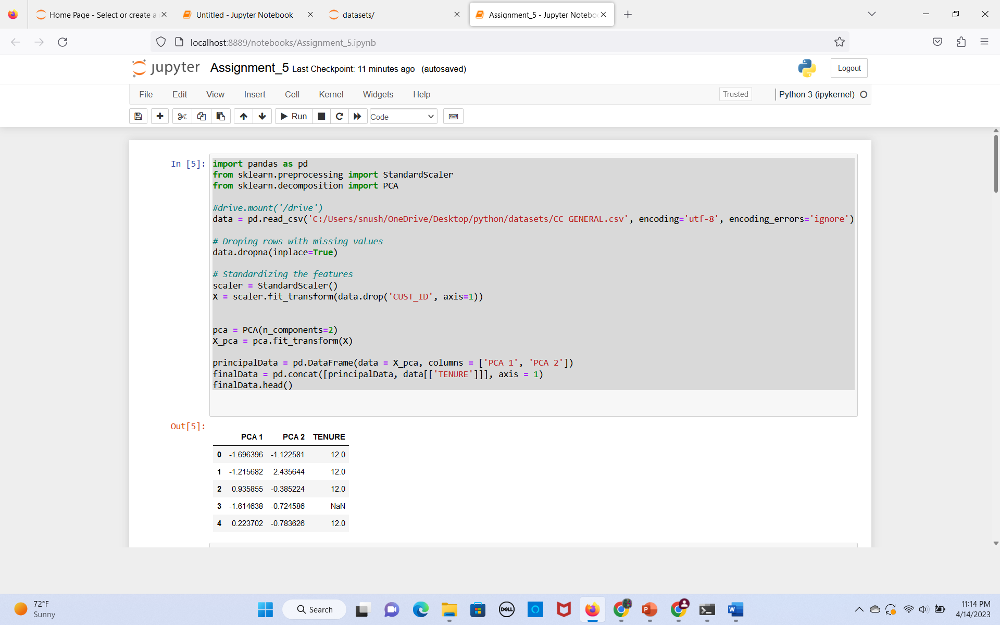 Home Page - Select or create a
Untitled - Jupyter Notebook
datasets/
Assignment_5 - Jupyter Notebo
localhost:8889/notebooks/Assignment_5.ipynb
jupyter Assignment_5 Last Checkpoint: 11 minutes ago (autosaved)
Logout
File Edit View Insert Cell Kernel Widgets Help
Trusted
Python 3 (ipykernel)
Run
Code
In [5]:
import pandas as pd
from sklearn.preprocessing import StandardScaler
from sklearn.decomposition import PCA
#drive.mount('/drive')
data = pd.read_csv('C:/Users/snush/OneDrive/Desktop/python/datasets/CC GENERAL.csv', encoding='utf-8', encoding_errors='ignore')
# Droping rows with missing values
data.dropna(inplace=True)
# Standardizing the features
scaler = StandardScaler()
X = scaler.fit_transform(data.drop('CUST_ID', axis=1))
pca = PCA(n_components=2)
X_pca = pca.fit_transform(X)
principalData = pd.DataFrame(data = X_pca, columns = ['PCA 1', 'PCA 2'])
finalData = pd.concat([principalData, data[['TENURE']]], axis = 1)
finalData.head()
Out[5]:
PCA 1 PCA 2 TENURE
0 -1.696396 -1.122581 12.0
1 -1.215682 2.435644 12.0
2 0.935855 -0.385224 12.0
3 -1.614638 -0.724586 NaN
4 0.223702 -0.783626 12.0
72°F
Sunny
Search
DELL
P
W
11:14 PM
4/14/2023